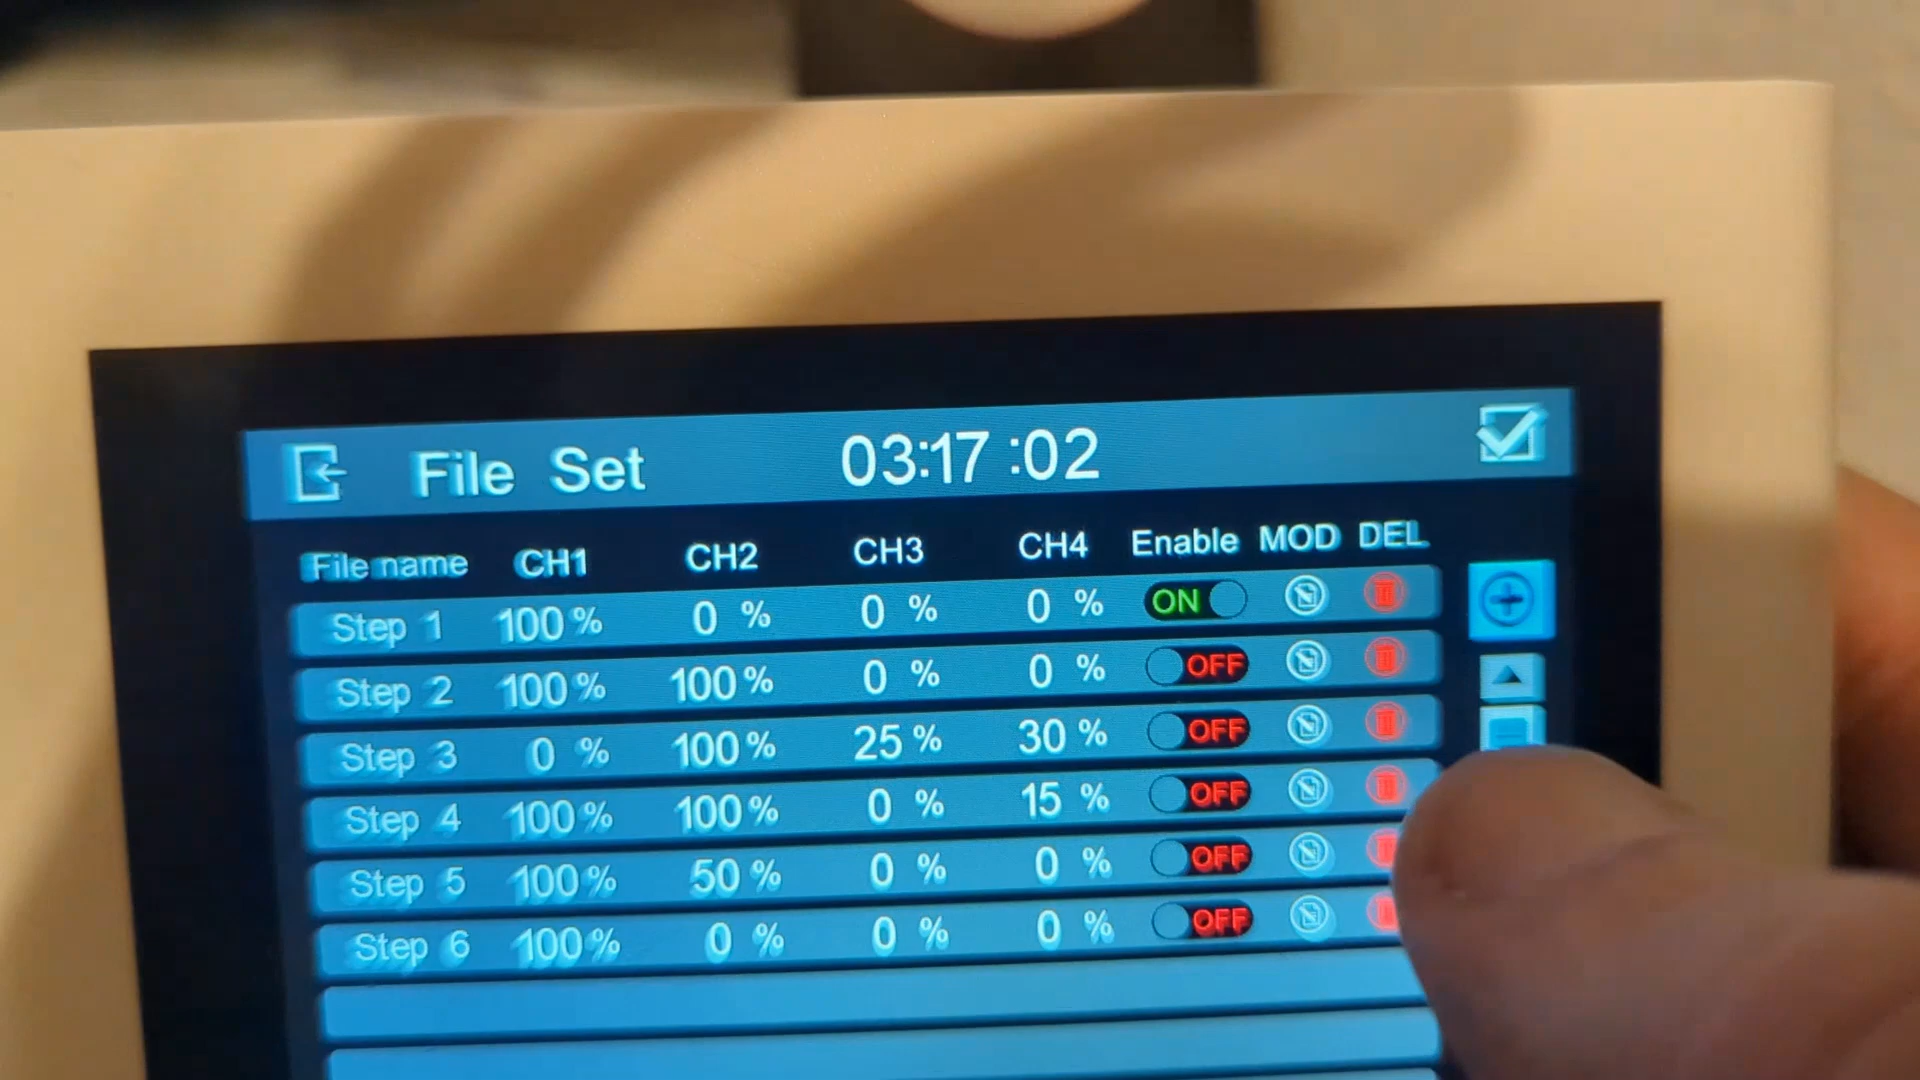 File Set 03:17 :02
File name CH1 CH2 CH3 CH4 Enable MOD DEL
Step 1 100% 0 % 0 % 0 % ON
Step 2 100% 100% 0 % 0 % OFF
Step 3 0 % 100% 25% 30% OFF
Step 4 100% 100% 0 % 15 % OFF
Step 5 100% 50% 0 % 0 % OFF
Step 6 100% 0 % 0 % 0 % OFF